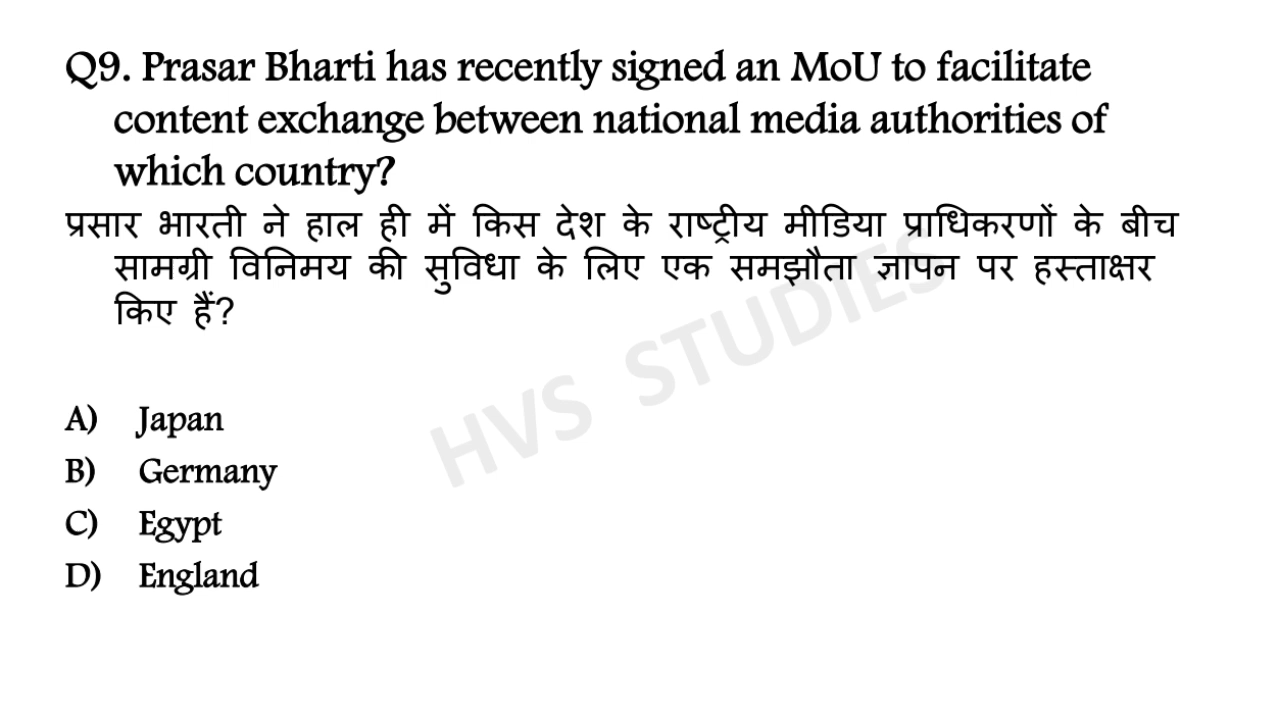 Q9. Prasar Bharti has recently signed an MoU to facilitate
content exchange between national media authorities of
which country?
प्रसार भारती ने हाल ही में किस देश के राष्ट्रीय मीडिया प्राधिकरणों के बीच
सामग्री विनिमय की सुविधा के लिए एक समझौता ज्ञापन पर हस्ताक्षर
किए हैं?
HVS STUDIES
A) Japan
B) Germany
C) Egypt
D) England